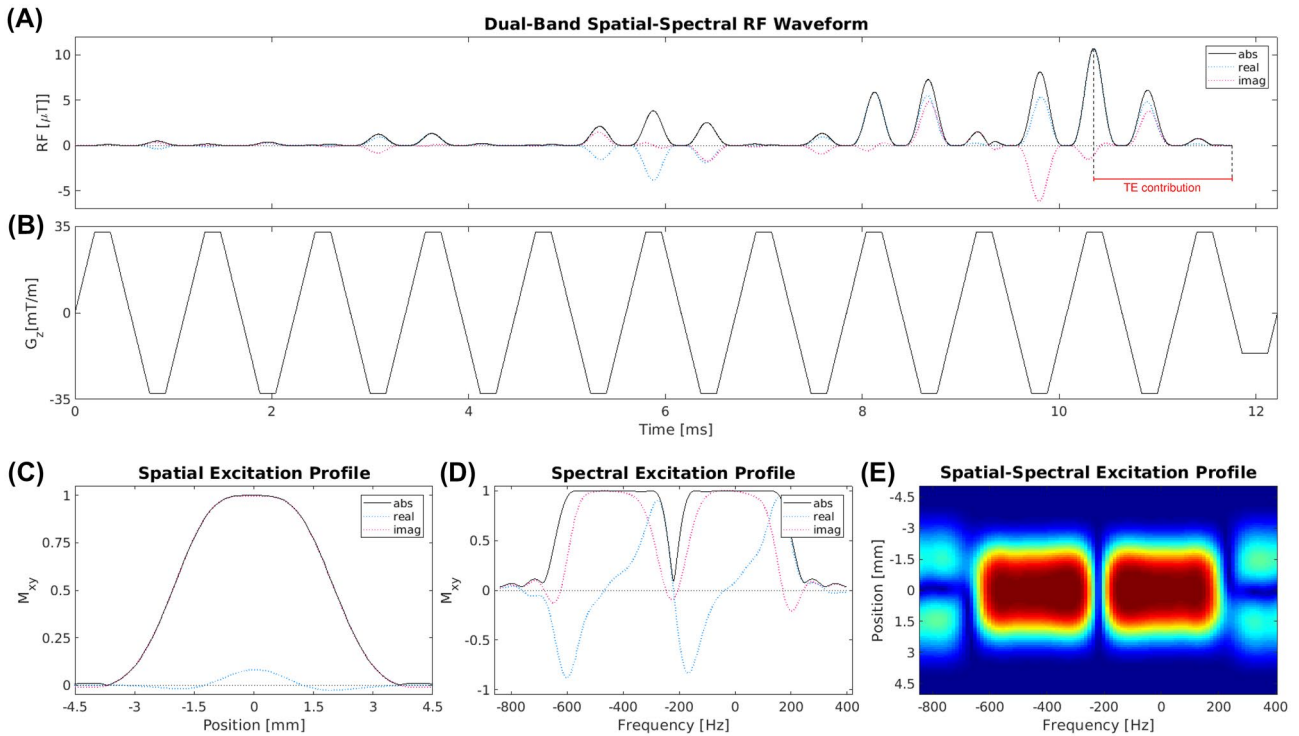 (A)
Dual-Band Spatial-Spectral RF Waveform
10
5
0
-5
RF [μT]]
abs
real
imag
TE contribution
(B)
35
0
-35
G_z[mT/m]
0 2 4 6 8 10 12
Time [ms]
(C)
Spatial Excitation Profile
1
0.75
0.5
0.25
0
M_xy
abs
real
imag
-4.5 -3 -1.5 0 1.5 3 4.5
Position [mm]
(D)
Spectral Excitation Profile
1
0.5
0
-0.5
-1
M_xy
abs
real
imag
-800 -600 -400 -200 0 200 400
Frequency [Hz]
(E)
Spatial-Spectral Excitation Profile
-4.5
-3
-1.5
0
1.5
3
4.5
Position [mm]
-800 -600 -400 -200 0 200 400
Frequency [Hz]